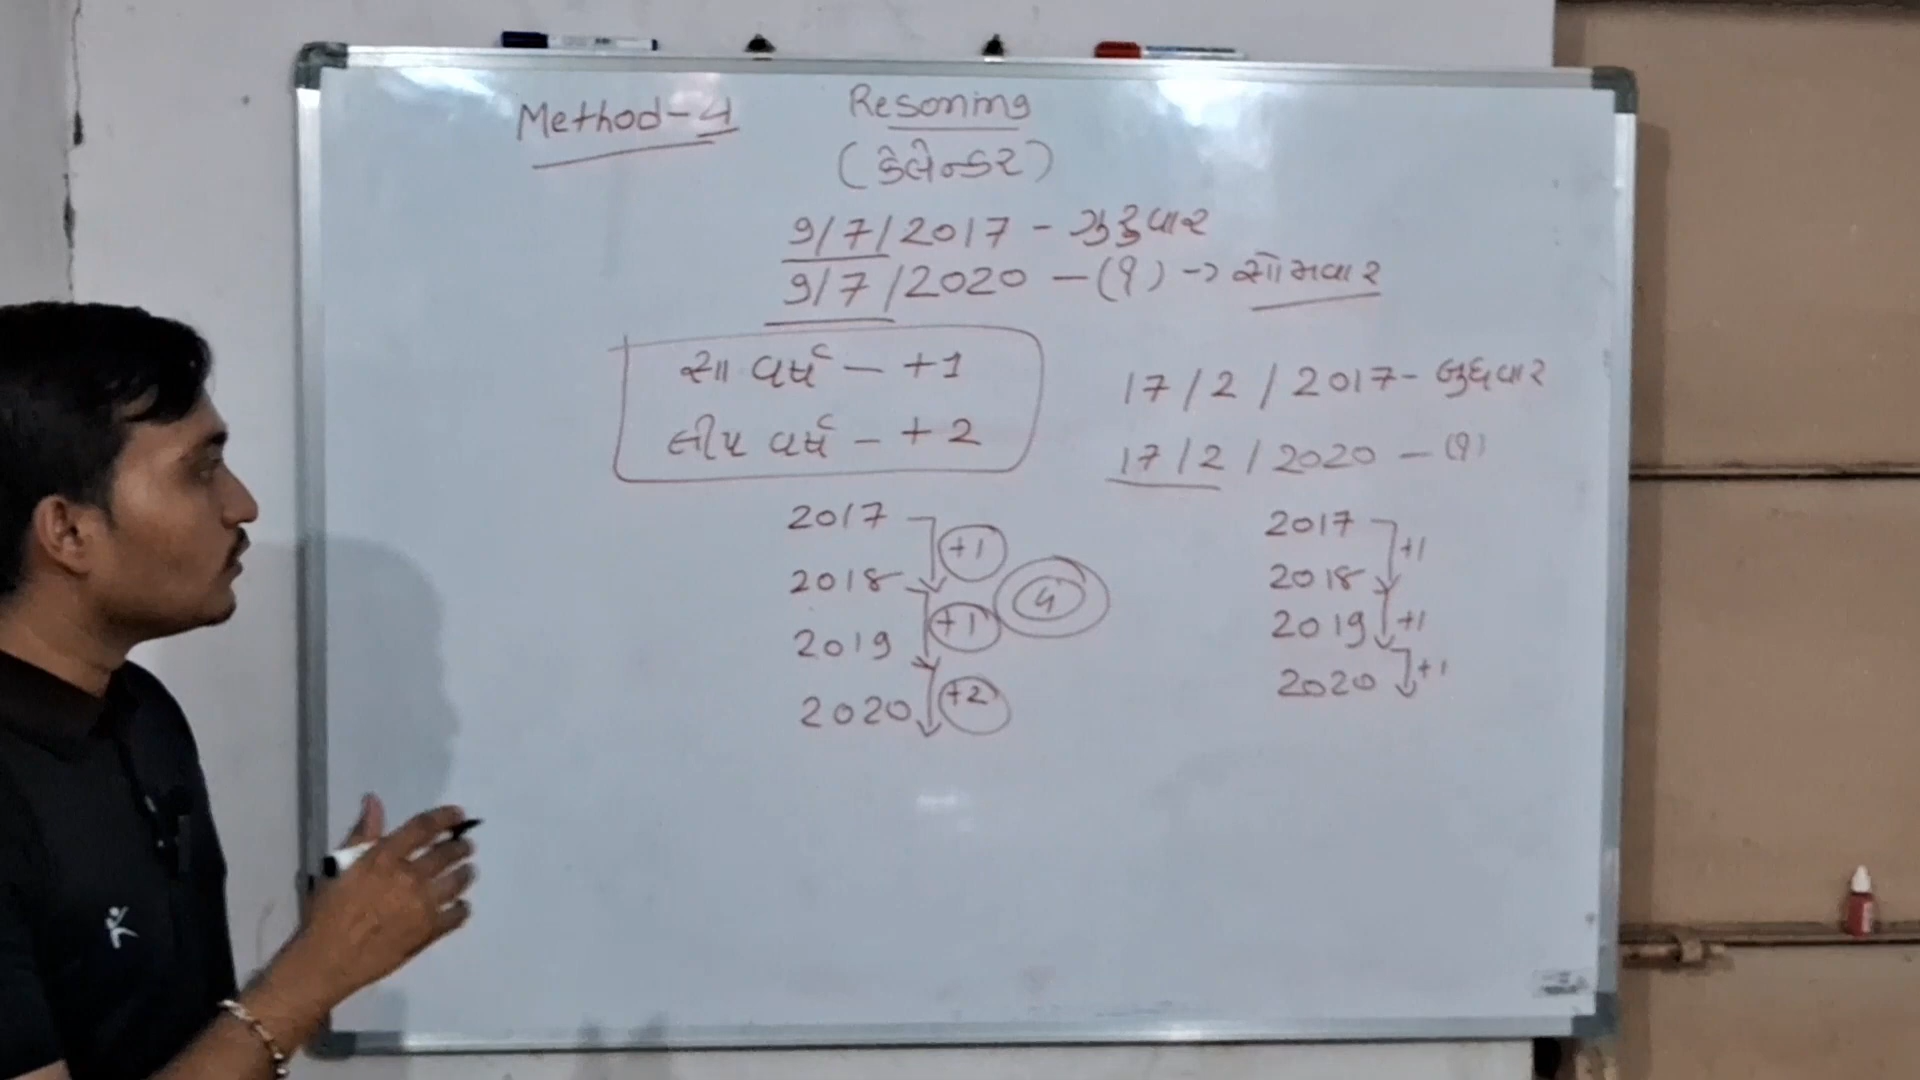 Method-4
Resoning
(કેલેન્ડર)
9/7/2017 - ગુરુવાર
9/7/2020 - (?) → સોમવાર
સા વર્ષ - +1
લીપ વર્ષ - +2
17/2/2017 - બુધવાર
17/2/2020 - (?)
2017
+1
2018
+1
4
2019
+2
2020
2017
+1
2018
2019 +1
2020 +1